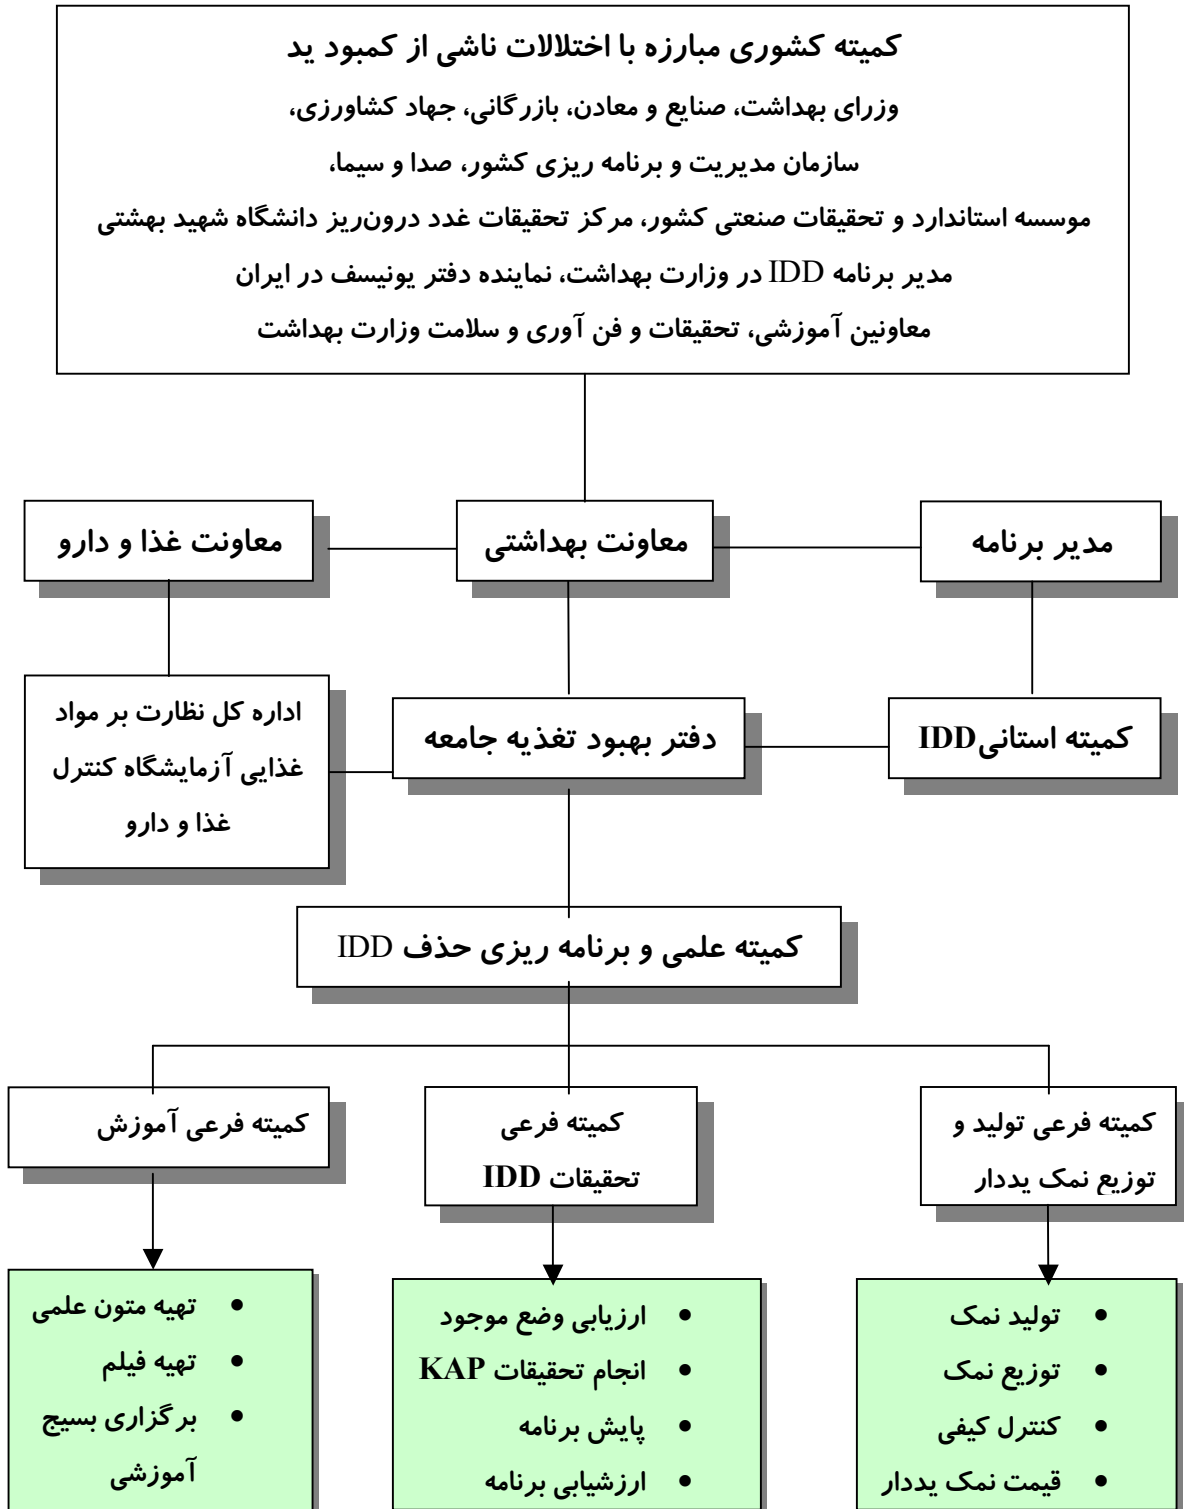 کمیته کشوری مبارزه با اختلالات ناشی از کمبود ید
وزرای بهداشت، صنایع و معادن، بازرگانی، جهاد کشاورزی،
سازمان مدیریت و برنامه ریزی کشور، صدا و سیما،
موسسه استاندارد و تحقیقات صنعتی کشور، مرکز تحقیقات غدد درون‌ریز دانشگاه شهید بهشتی
مدیر برنامه IDD در وزارت بهداشت، نماینده دفتر یونیسف در ایران
معاونین آموزشی، تحقیقات و فن آوری و سلامت وزارت بهداشت
مدیر برنامه
معاونت بهداشتی
معاونت غذا و دارو
کمیته استانی IDD
دفتر بهبود تغذیه جامعه
اداره کل نظارت بر مواد
غذایی آزمایشگاه کنترل
غذا و دارو
کمیته علمی و برنامه ریزی حذف IDD
کمیته فرعی تولید و
توزیع نمک یددار
کمیته فرعی
تحقیقات IDD
کمیته فرعی آموزش
• تولید نمک
• توزیع نمک
• کنترل کیفی
• قیمت نمک یددار
• ارزیابی وضع موجود
• انجام تحقیقات KAP
• پایش برنامه
• ارزشیابی برنامه
• تهیه متون علمی
• تهیه فیلم
• برگزاری بسیج
آموزشی